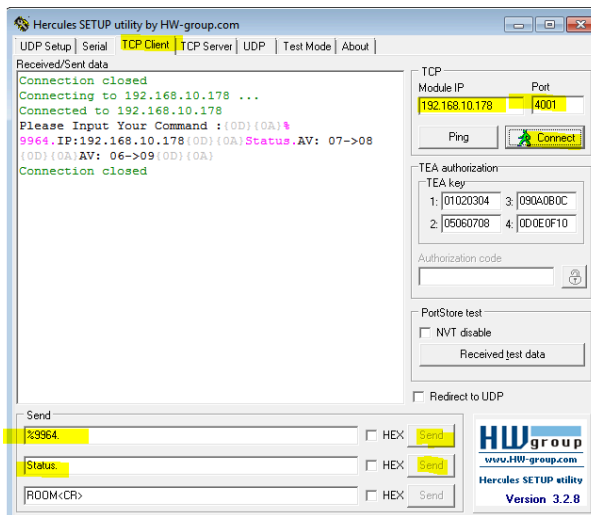 Hercules SETUP utility by HW-group.com
UDP Setup Serial TCP Client TCP Server UDP Test Mode About
Received/Sent data
Connection closed
Connecting to 192.168.10.178 ...
Connected to 192.168.10.178
Please Input Your Command :{0D}{0A}%
9964.IP:192.168.10.178{0D}{0A}Status.AV: 07->08
{0D}{0A}AV: 06->09{0D}{0A}
Connection closed
TCP
Module IP Port
192.168.10.178 4001
Ping Connect
TEA authorization
TEA key
1: 01020304 3: 090A0B0C
2: 05060708 4: 0D0E0F10
Authorization code
PortStore test
NVT disable
Received test data
Redirect to UDP
Send
%9964. HEX Send
Status. HEX Send
ROOM<CR> HEX Send
HWgroup
www.HW-group.com
Hercules SETUP utility
Version 3.2.8